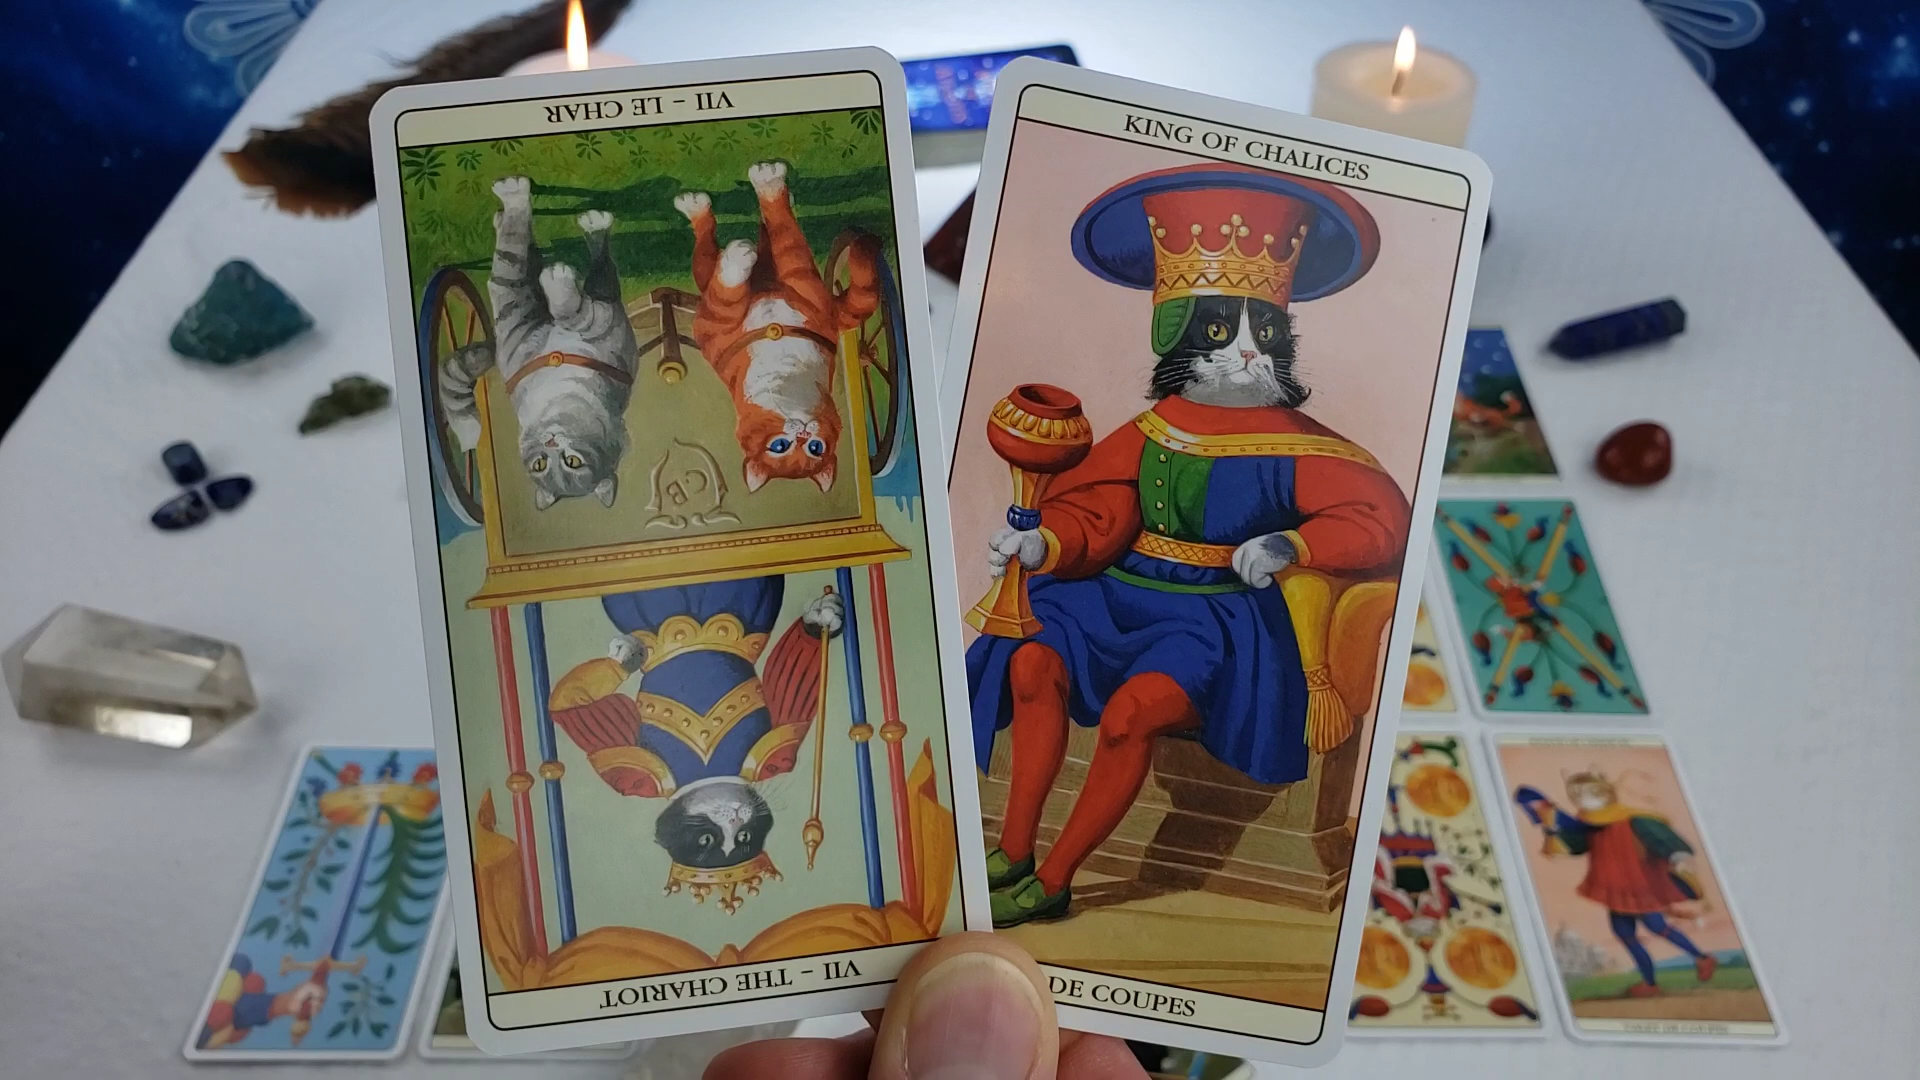 VII - LE CHAR
C·B
VII - THE CHARIOT
KING OF CHALICES
DE COUPES